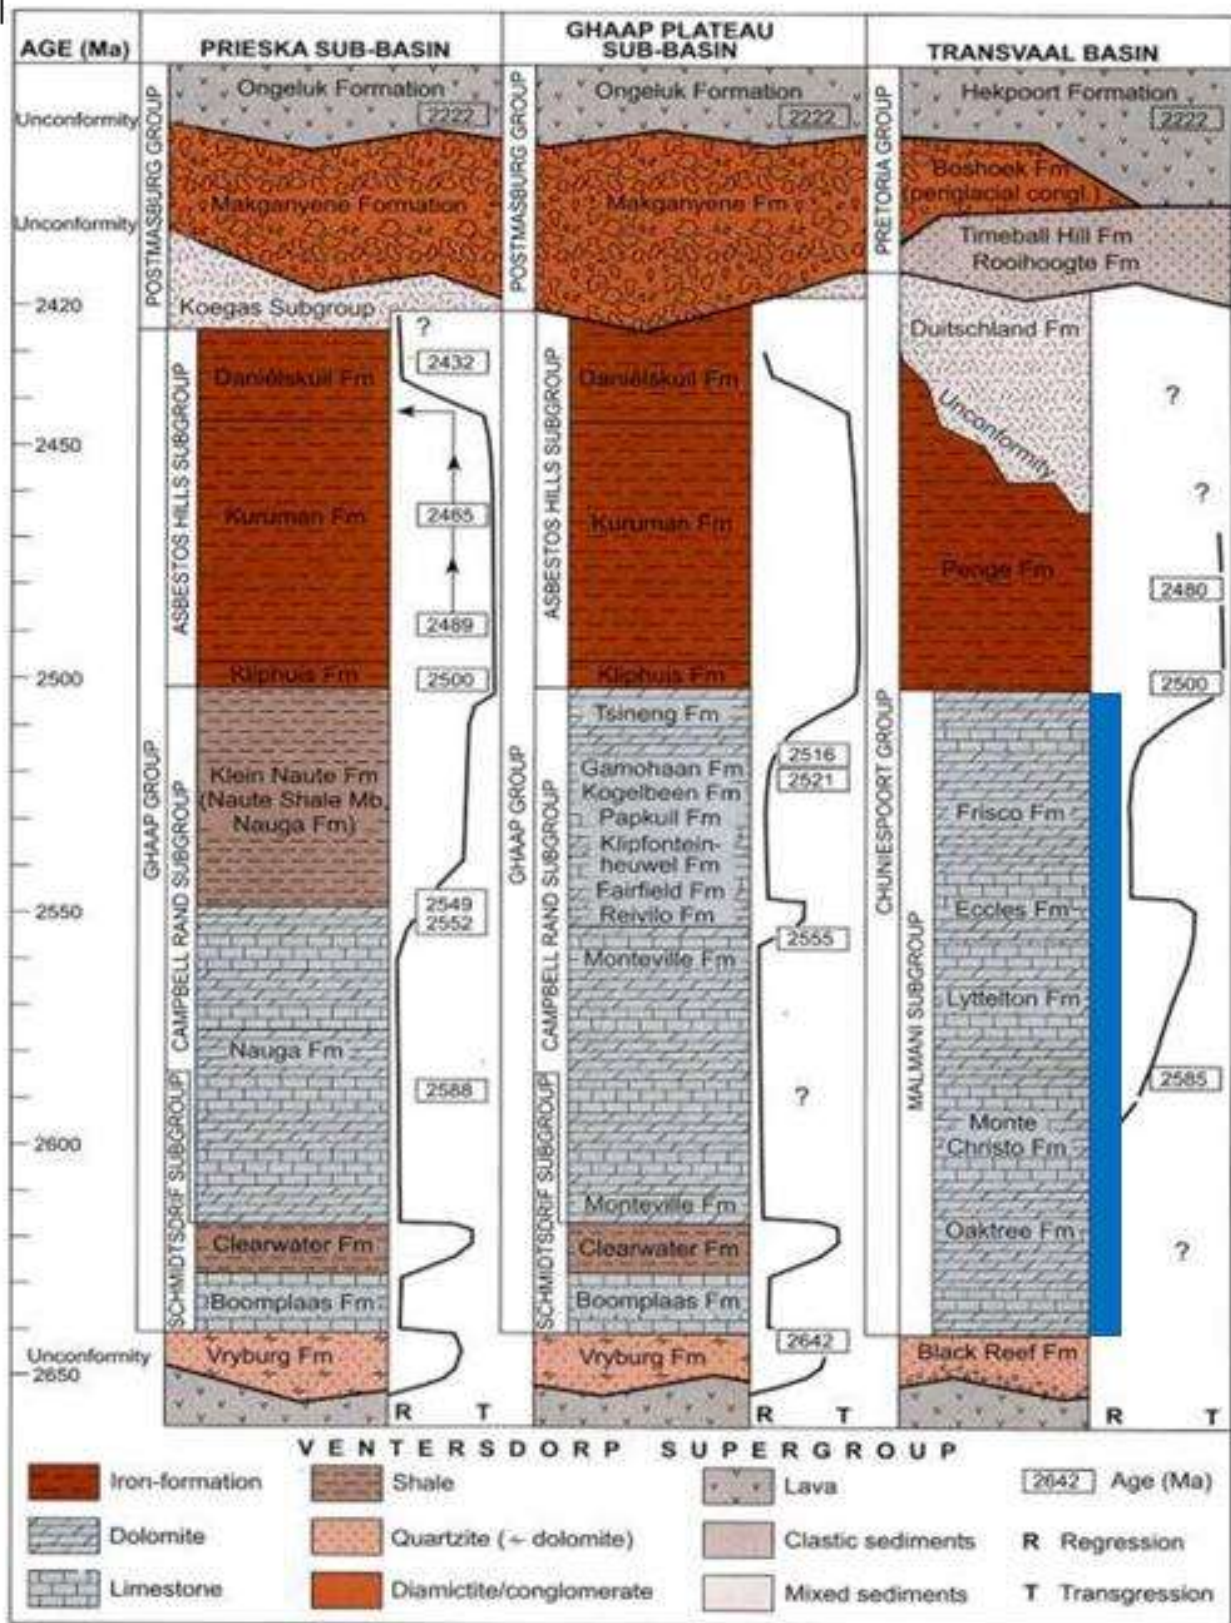 AGE (Ma)
PRIESKA SUB-BASIN
GHAAP PLATEAU
SUB-BASIN
TRANSVAAL BASIN
Unconformity
Unconformity
2420
2450
2500
2550
2600
Unconformity
2650
POSTMASBURG GROUP
GHAAP GROUP
ASBESTOS HILLS SUBGROUP
CAMPBELL RAND SUBGROUP
SCHMIDTSDRIF SUBGROUP
Ongeluk Formation
2222
Makganyene Formation
Koegas Subgroup
?
Daniëlskuil Fm
2432
Kuruman Fm
2465
2489
Kliphuis Fm
2500
Klein Naute Fm
(Naute Shale Mb,
Nauga Fm)
2549
2552
Nauga Fm
2588
Clearwater Fm
Boomplaas Fm
Vryburg Fm
R T
POSTMASBURG GROUP
GHAAP GROUP
ASBESTOS HILLS SUBGROUP
CAMPBELL RAND SUBGROUP
SCHMIDTSDRIF SUBGROUP
Ongeluk Formation
2222
Makganyene Fm
Daniëlskuil Fm
Kuruman Fm
Kliphuis Fm
Tsineng Fm
2516
Gamohaan Fm
2521
Kogelbeen Fm
Papkuil Fm
Klipfontein-
heuwel Fm
Fairfield Fm
Reivilo Fm
2555
Monteville Fm
?
Monteville Fm
Clearwater Fm
Boomplaas Fm
2642
Vryburg Fm
R T
PRETORIA GROUP
CHUNIESPOORT GROUP
MALMANI SUBGROUP
Hekpoort Formation
2222
Boshoek Fm
(periglacial congl.)
Timeball Hill Fm
Rooihoogte Fm
Duitschland Fm
?
Unconformity
?
Penge Fm
2480
2500
Frisco Fm
Eccles Fm
Lyttelton Fm
2585
Monte
Christo Fm
Oaktree Fm
?
Black Reef Fm
R T
VENTERSDORP SUPERGROUP
Iron-formation
Shale
Lava
2642 Age (Ma)
Dolomite
Quartzite (~ dolomite)
Clastic sediments
R Regression
Limestone
Diamictite/conglomerate
Mixed sediments
T Transgression